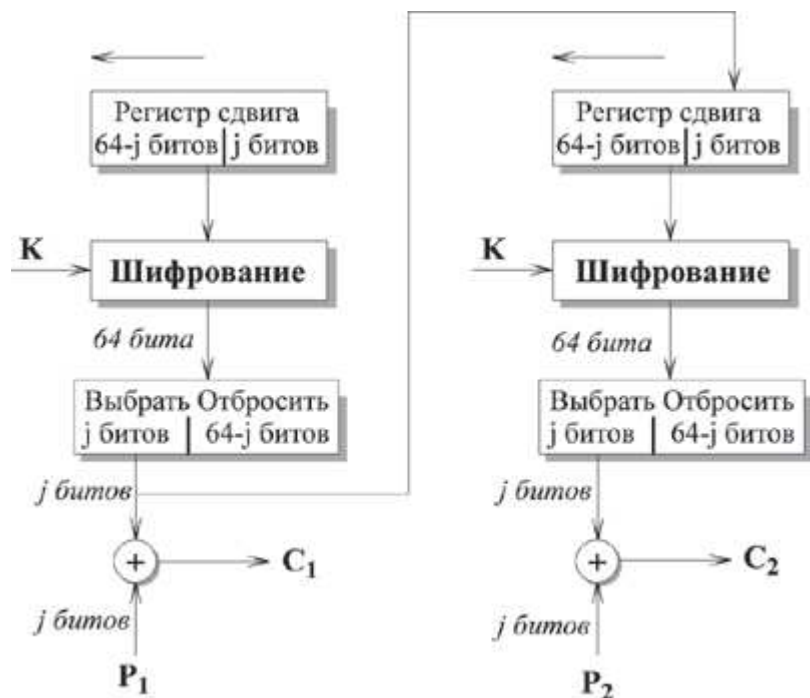 Регистр сдвига
64-j битов j битов
K
Шифрование
64 бита
Выбрать Отбросить
j битов 64-j битов
j битов
+
C1
j битов
P1
Регистр сдвига
64-j битов j битов
K
Шифрование
64 бита
Выбрать Отбросить
j битов 64-j битов
j битов
+
C2
j битов
P2